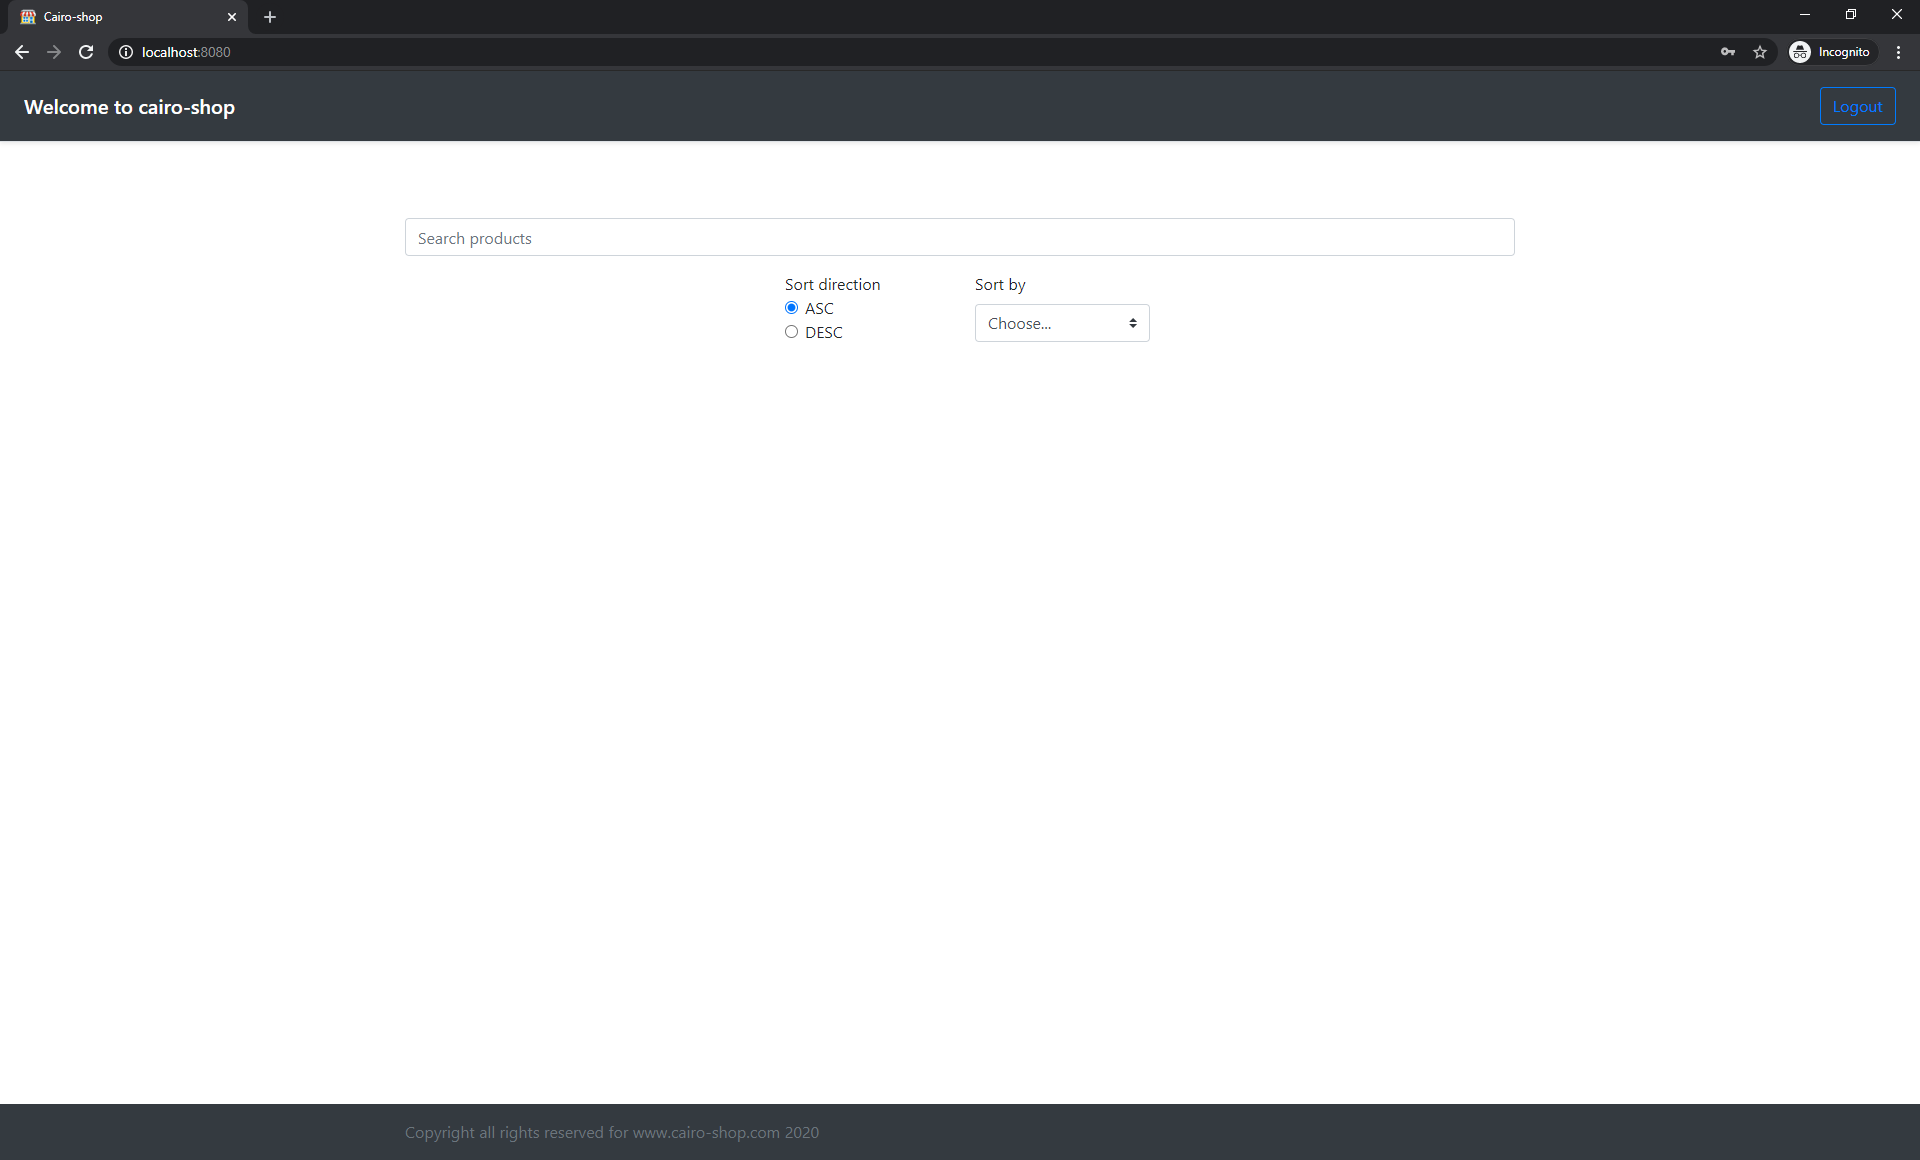 Cairo-shop
localhost:8080
Incognito
Welcome to cairo-shop
Logout
Search products
Sort direction
Sort by
ASC
Choose...
DESC
Copyright all rights reserved for www.cairo-shop.com 2020